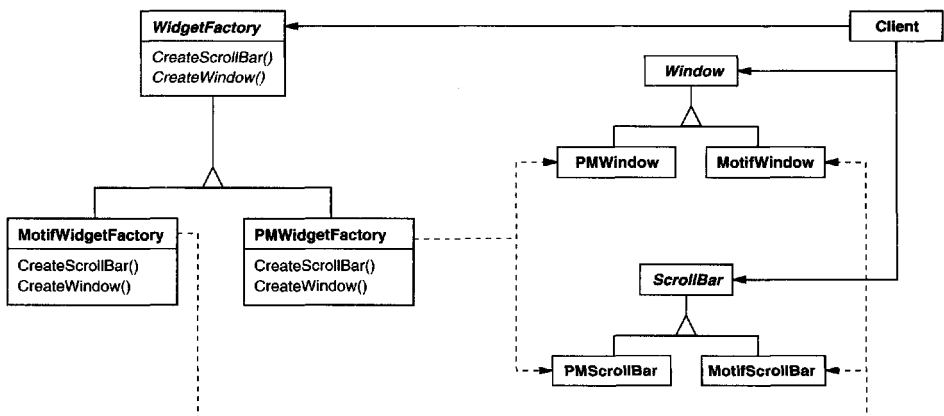 WidgetFactory
CreateScrollBar()
CreateWindow()
Client
Window
PMWindow
MotifWindow
MotifWidgetFactory
CreateScrollBar()
CreateWindow()
PMWidgetFactory
CreateScrollBar()
CreateWindow()
ScrollBar
PMScrollBar
MotifScrollBar